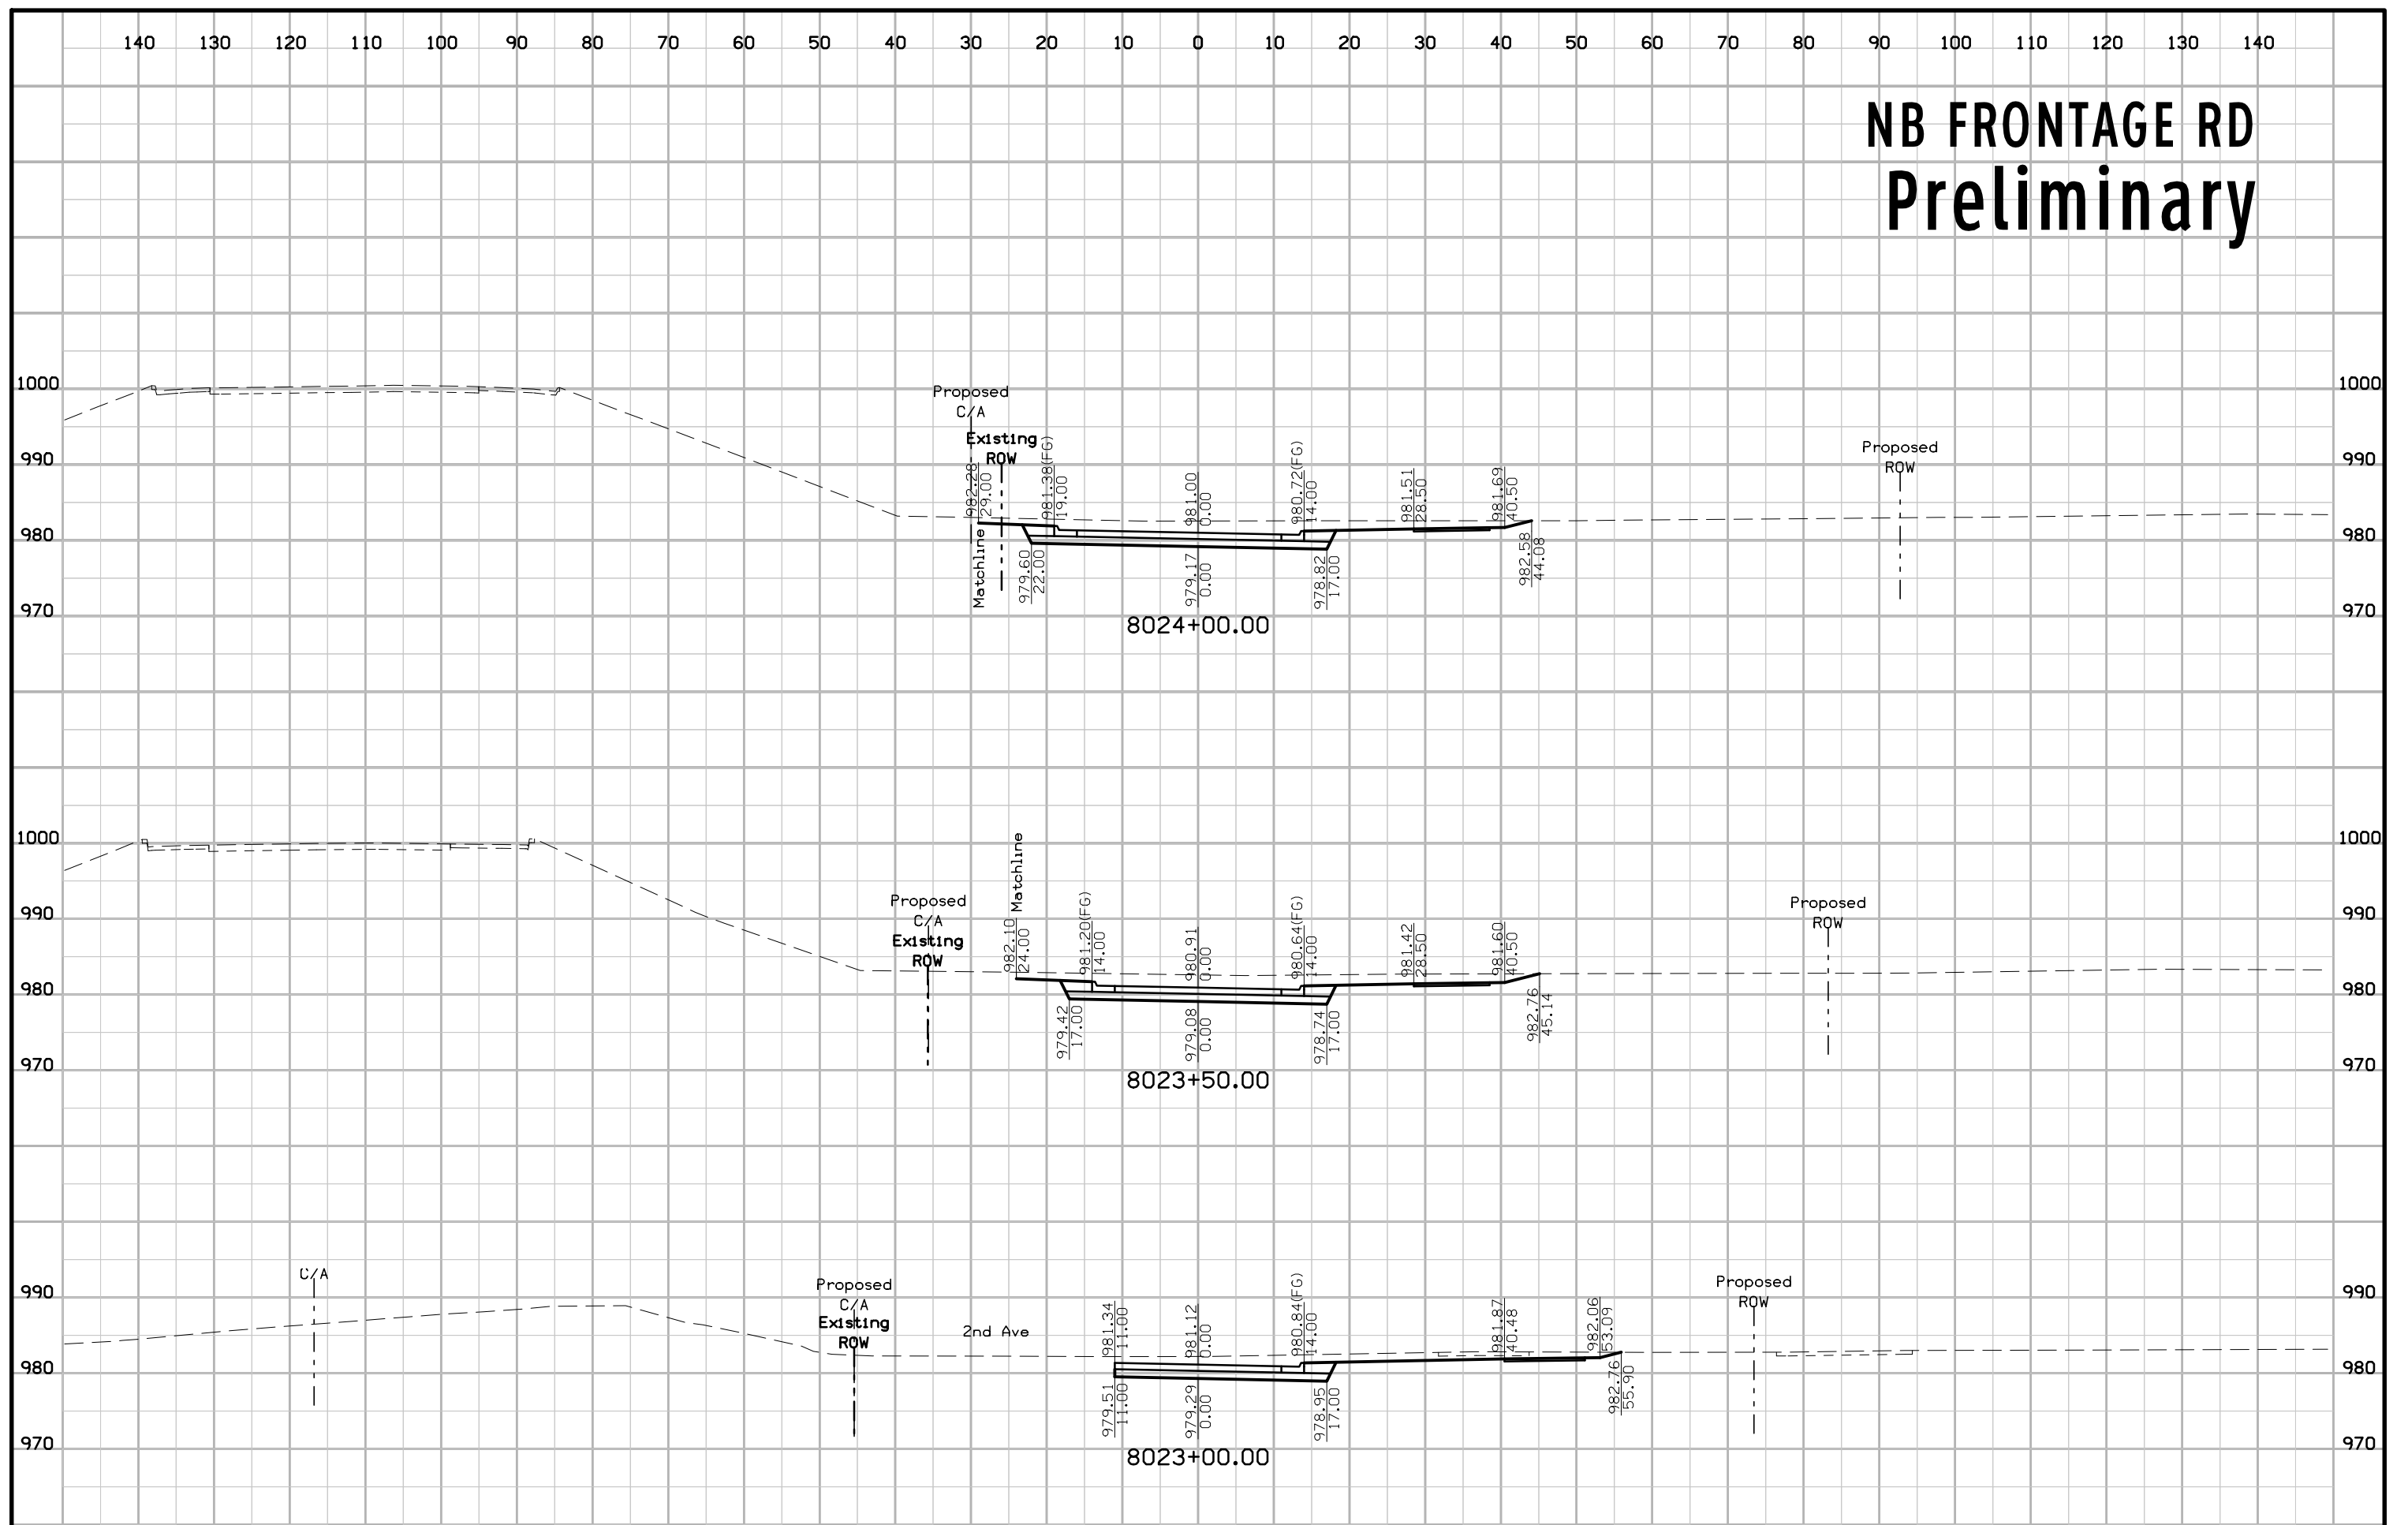 140 130 120 110 100 90 80 70 60 50 40 30 20 10 0 10 20 30 40 50 60 70 80 90 100 110 120 130 140
NB FRONTAGE RD
Preliminary
1000 1000
Proposed
C/A
Existing
ROW
Proposed
ROW
990 990
982.28
29.00
981.38(FG)
19.00
981.00
0.00
980.72(FG)
14.00
981.51
28.50
981.69
40.50
980 980
Matchline
979.60
22.00
979.17
0.00
978.82
17.00
982.58
44.08
970 970
8024+00.00
1000 1000
Matchline
Proposed
C/A
Existing
ROW
Proposed
ROW
990 990
982.10
24.00
981.20(FG)
14.00
980.91
0.00
980.64(FG)
14.00
981.42
28.50
981.60
40.50
980 980
979.42
17.00
979.08
0.00
978.74
17.00
982.76
45.14
970 970
8023+50.00
C/A
Proposed
C/A
Existing
ROW
Proposed
ROW
990 990
2nd Ave
981.34
11.00
981.12
0.00
980.84(FG)
14.00
981.87
40.48
982.06
53.09
980 980
979.51
11.00
979.29
0.00
978.95
17.00
982.76
55.90
970 970
8023+00.00